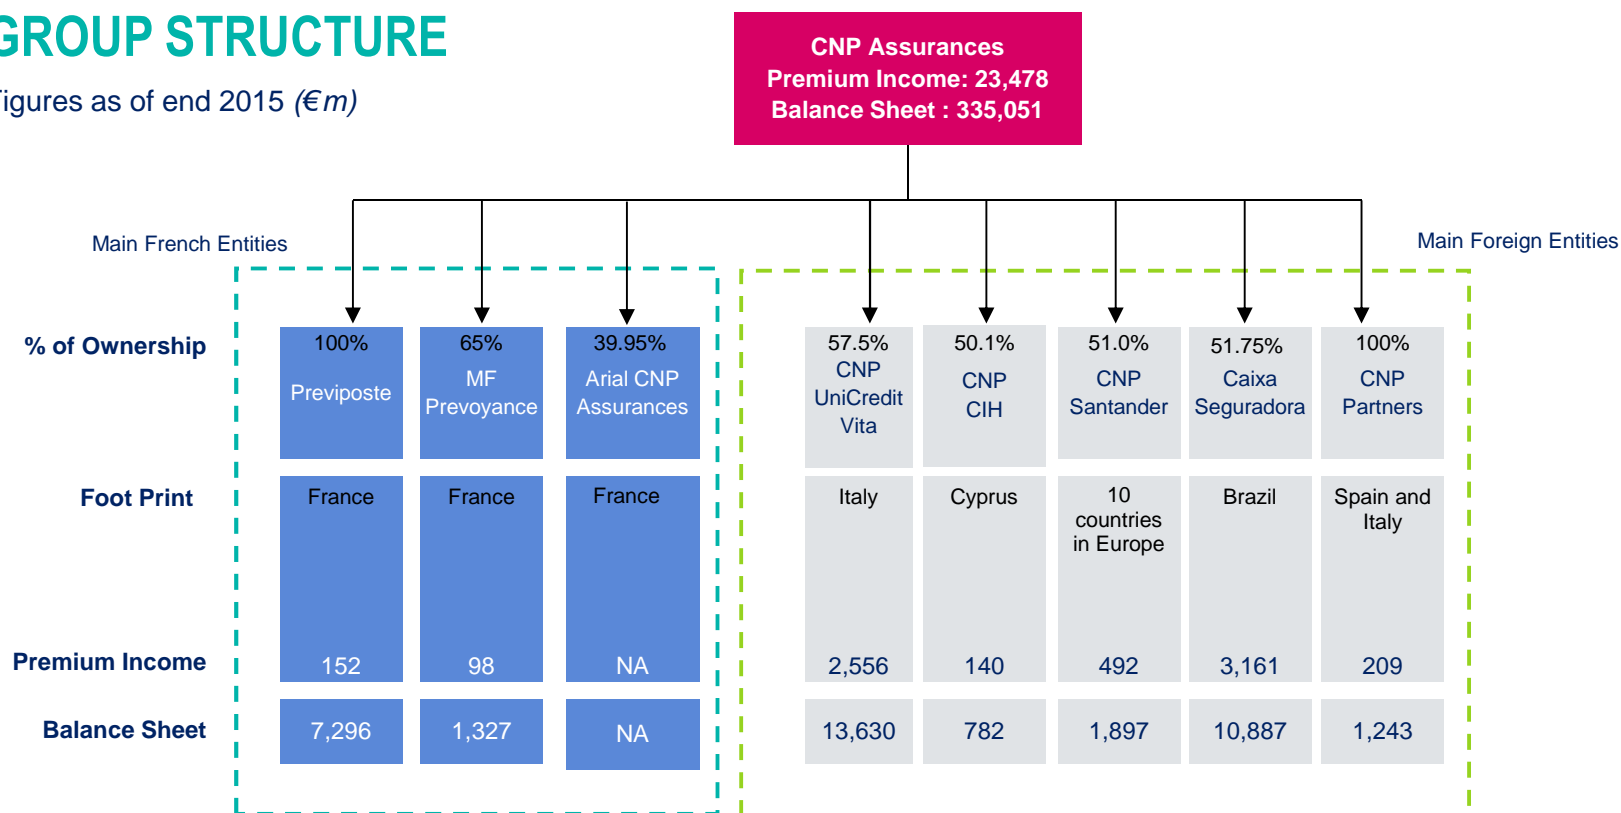 GROUP STRUCTURE
Figures as of end 2015 (€m)
CNP Assurances
Premium Income: 23,478
Balance Sheet : 335,051
Main French Entities
Main Foreign Entities
% of Ownership
100%
Previposte
65%
MF
Prevoyance
39.95%
Arial CNP
Assurances
57.5%
CNP
UniCredit
Vita
50.1%
CNP
CIH
51.0%
CNP
Santander
51.75%
Caixa
Seguradora
100%
CNP
Partners
Foot Print
France
France
France
Italy
Cyprus
10
countries
in Europe
Brazil
Spain and
Italy
Premium Income
152
98
NA
2,556
140
492
3,161
209
Balance Sheet
7,296
1,327
NA
13,630
782
1,897
10,887
1,243